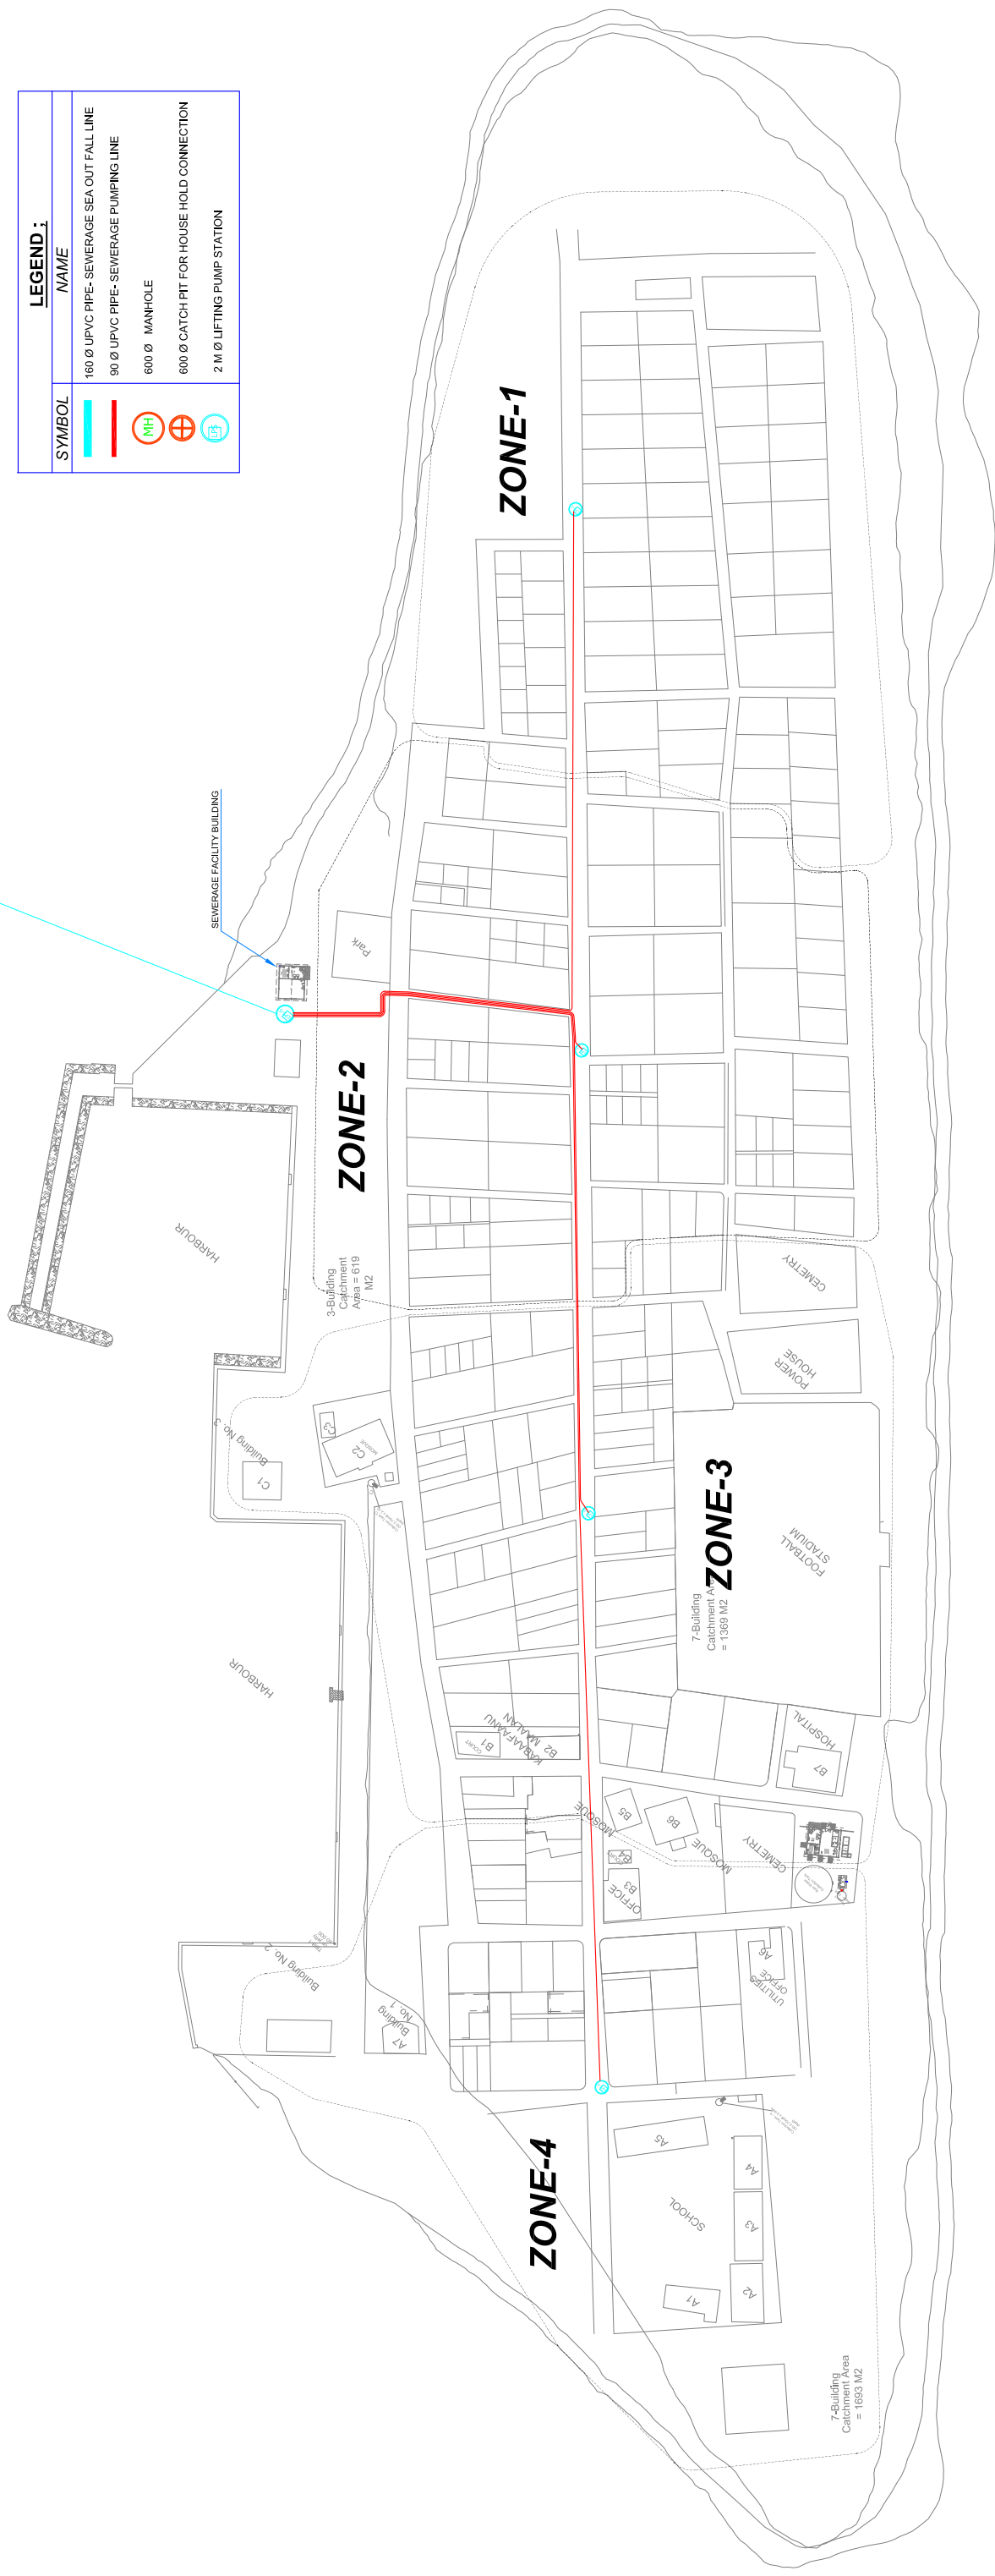 LEGEND ;
SYMBOL
NAME
160 Ø UPVC PIPE- SEWERAGE SEA OUT FALL LINE
90 Ø UPVC PIPE- SEWERAGE PUMPING LINE
MH
600 Ø MANHOLE
600 Ø CATCH PIT FOR HOUSE HOLD CONNECTION
2 M Ø LIFTING PUMP STATION
ZONE-1
SEWERAGE FACILITY BUILDING
Park
ZONE-2
HARBOUR
3-Building
Catchment
Area = 619
M2
CEMETRY
POWER
HOUSE
Building No. 3
C1
C3
C2
MOSQUE
ZONE-3
FOOTBALL
STADIUM
7-Building
= 1369 M2
HARBOUR
COURT
B1
B2
KABAAFAANU
MAALAN
HOSPITAL
B7
MOSQUE
B5
B6
MOSQUE
CEMETRY
B4
B3
OFFICE
Building No. 2
A7
Building
No. 1
A6
UTILITIES
OFFICE
ZONE-4
A5
A4
SCHOOL
A3
A2
A1
7-Building
Catchment Area
= 1693 M2